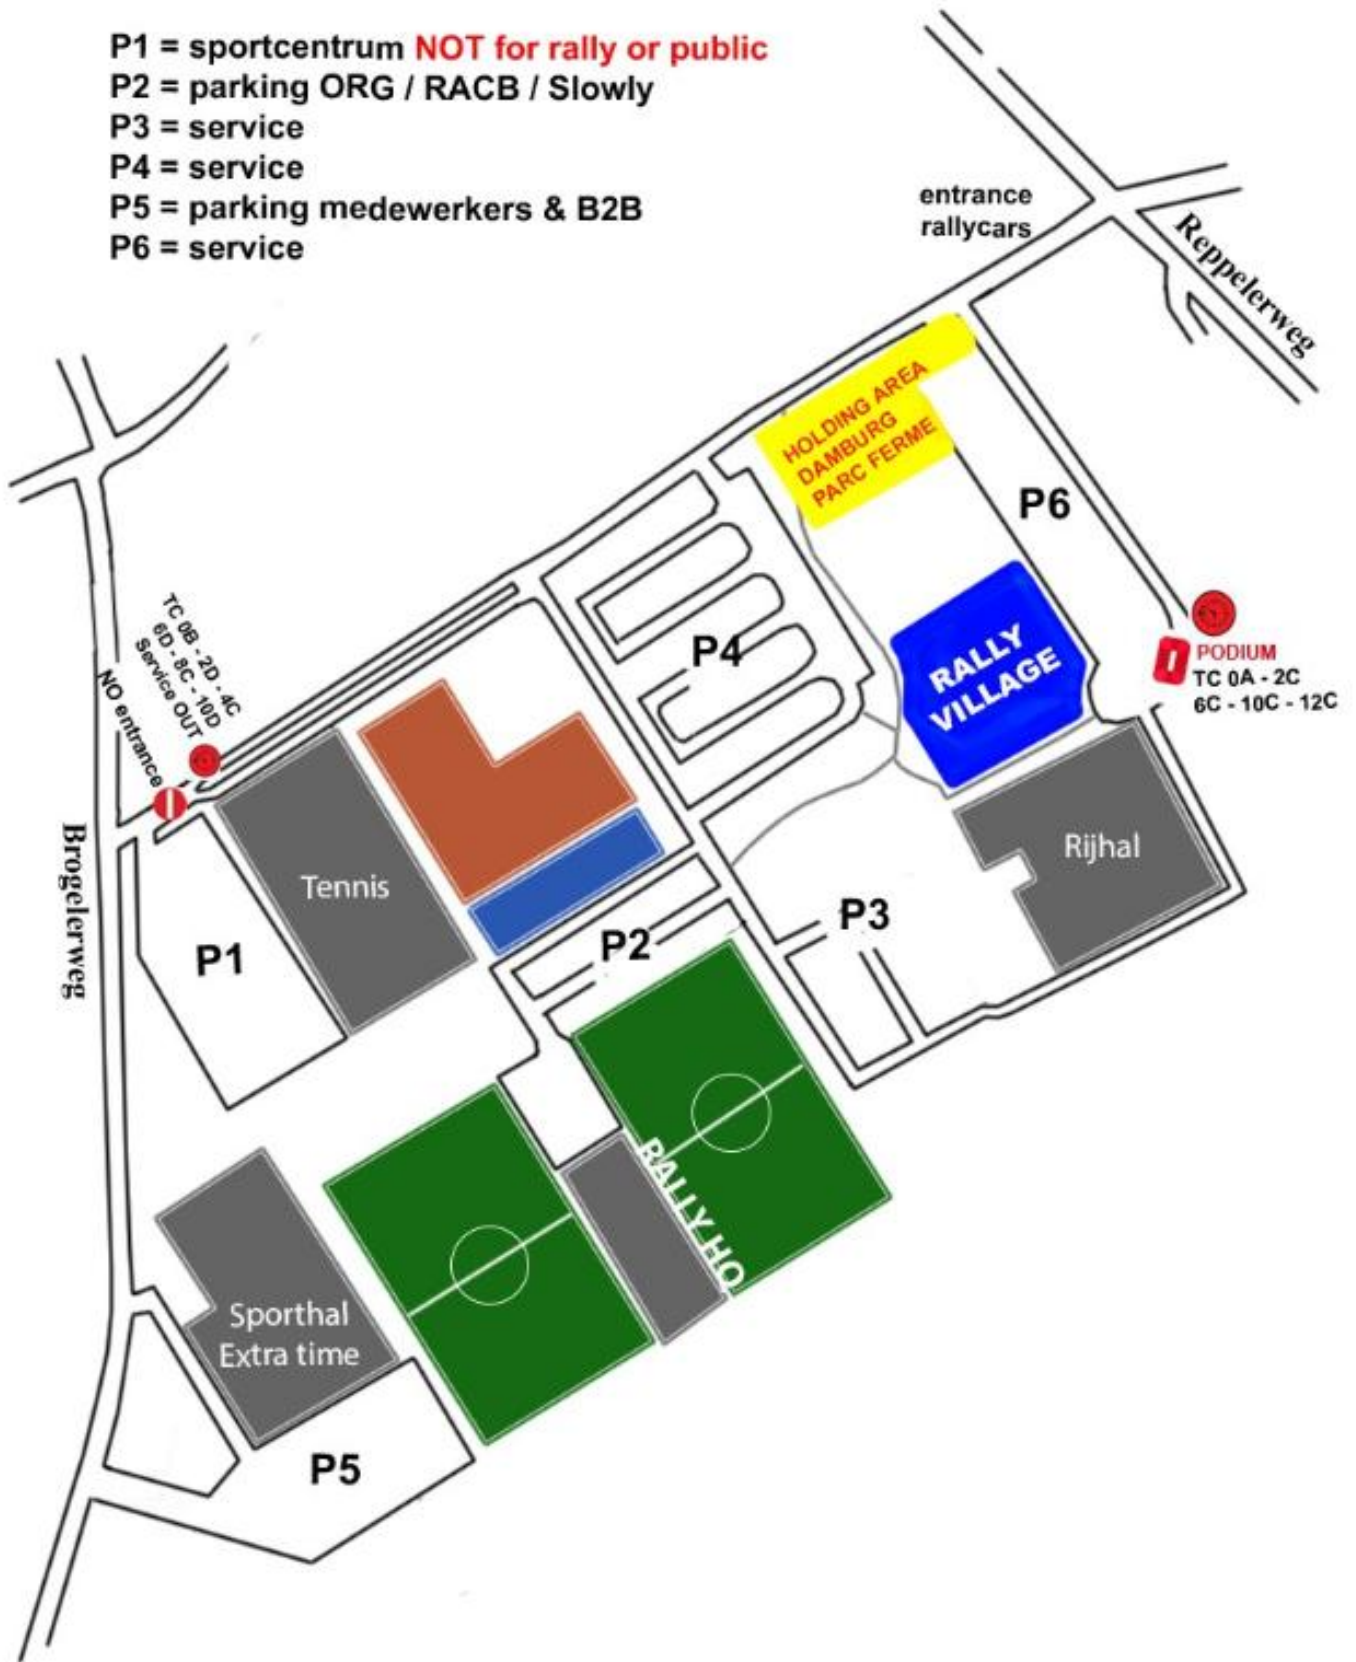 P1 = sportcentrum NOT for rally or public
P2 = parking ORG / RACB / Slowly
P3 = service
P4 = service
P5 = parking medewerkers & B2B
P6 = service
entrance
rallycars
Reppelerweg
HOLDING AREA
DAMBURG
PARC FERME
P6
TC 0B - 2D - 4C
6D - 8C - 10D
Service OUT
NO entrance
P4
RALLY
VILLAGE
PODIUM
TC 0A - 2C
6C - 10C - 12C
Brogelerweg
Tennis
Rijhal
P1
P2
P3
RALLY HQ
Sporthal
Extra time
P5